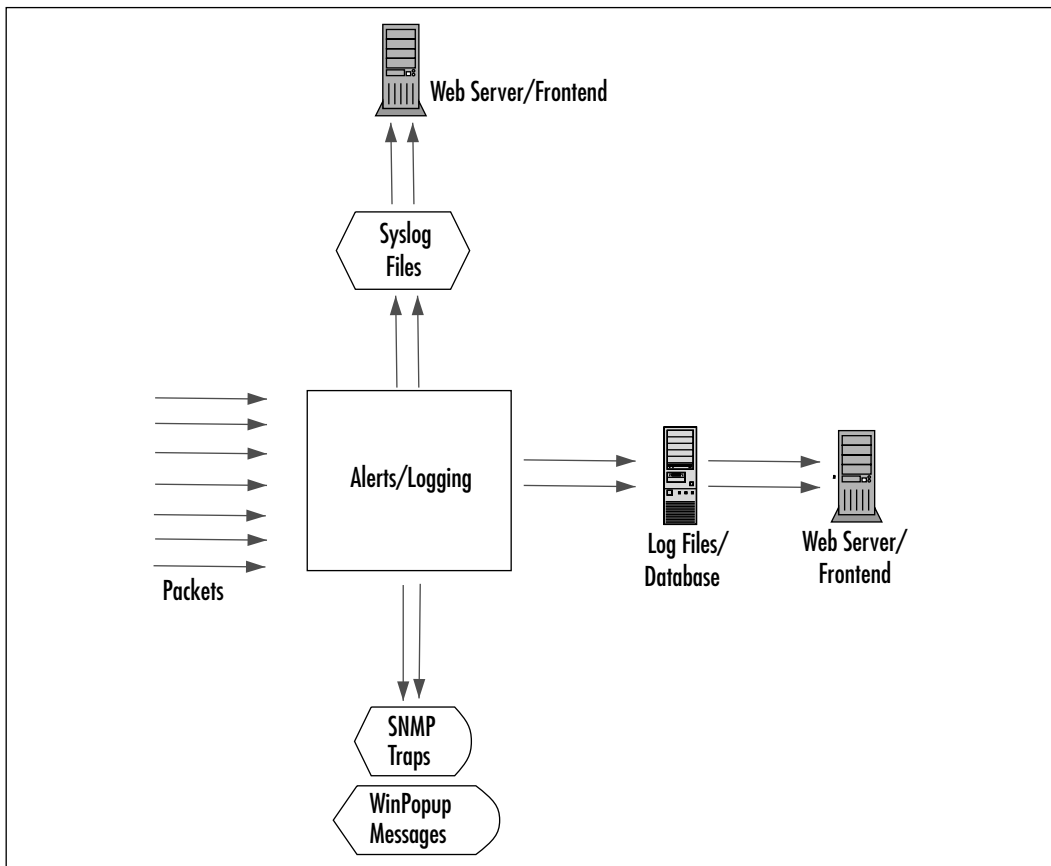 Web Server/Frontend
Syslog
Files
Alerts/Logging
Packets
Log Files/
Database
Web Server/
Frontend
SNMP
Traps
WinPopup
Messages